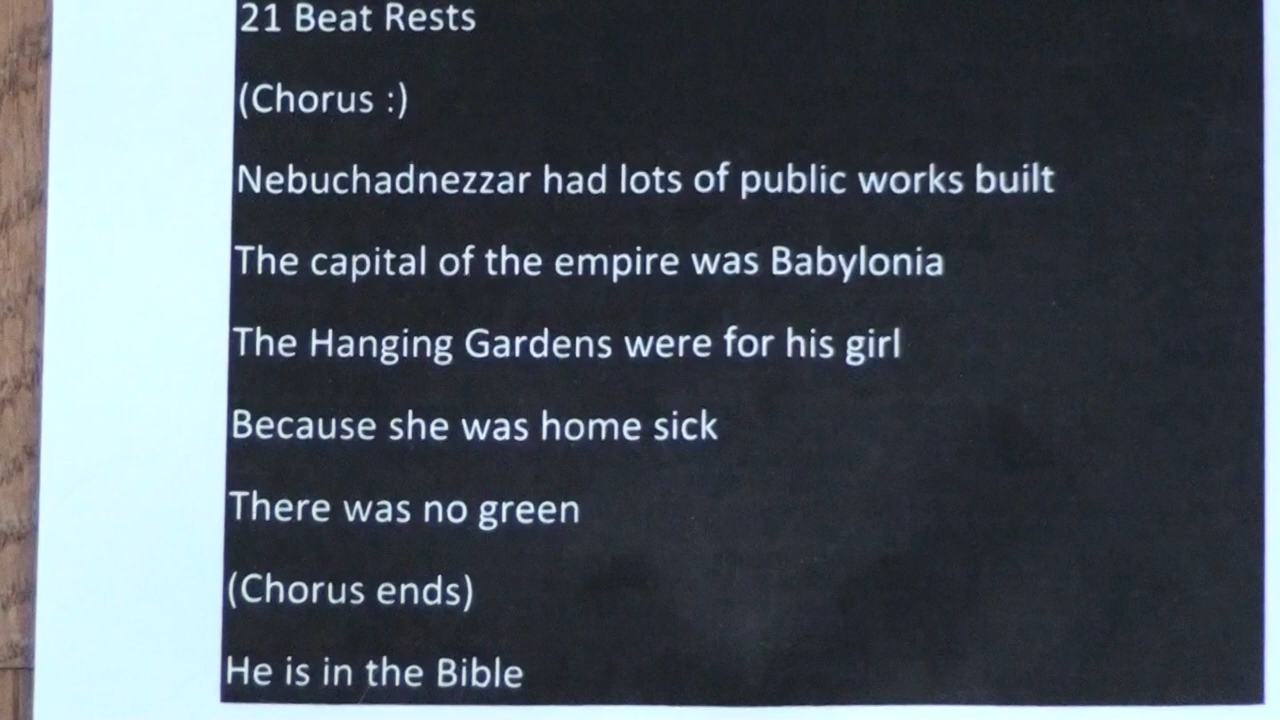 21 Beat Rests
(Chorus :)
Nebuchadnezzar had lots of public works built
The capital of the empire was Babylonia
The Hanging Gardens were for his girl
Because she was home sick
There was no green
(Chorus ends)
He is in the Bible